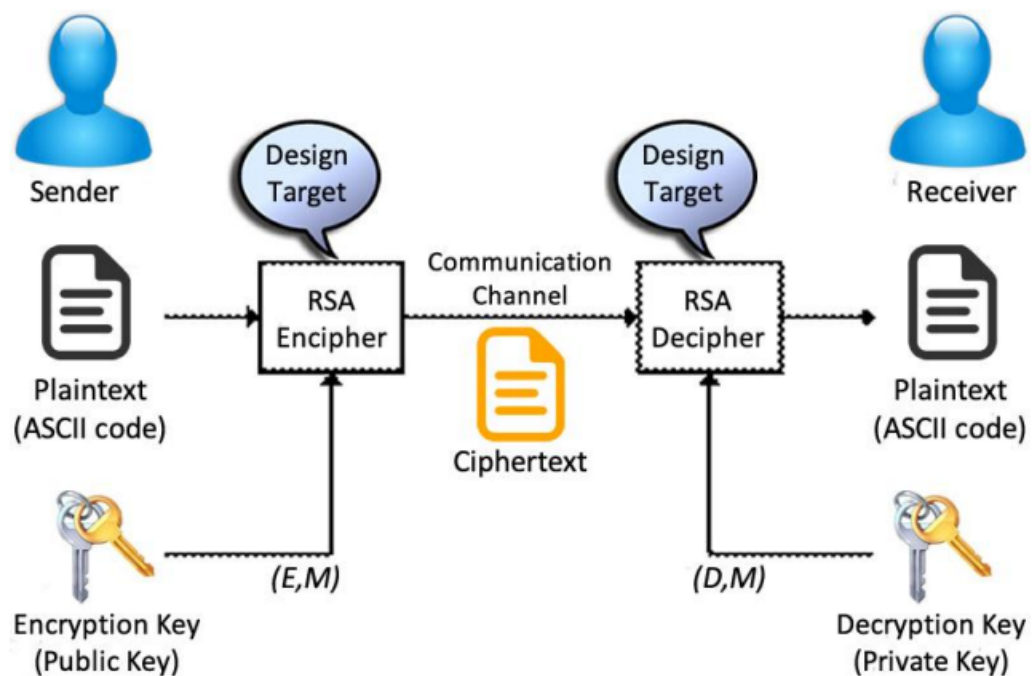 Sender
Design
Target
Design
Target
Receiver
RSA
Encipher
Communication
Channel
RSA
Decipher
Plaintext
(ASCII code)
Ciphertext
Plaintext
(ASCII code)
(E,M)
(D,M)
Encryption Key
(Public Key)
Decryption Key
(Private Key)